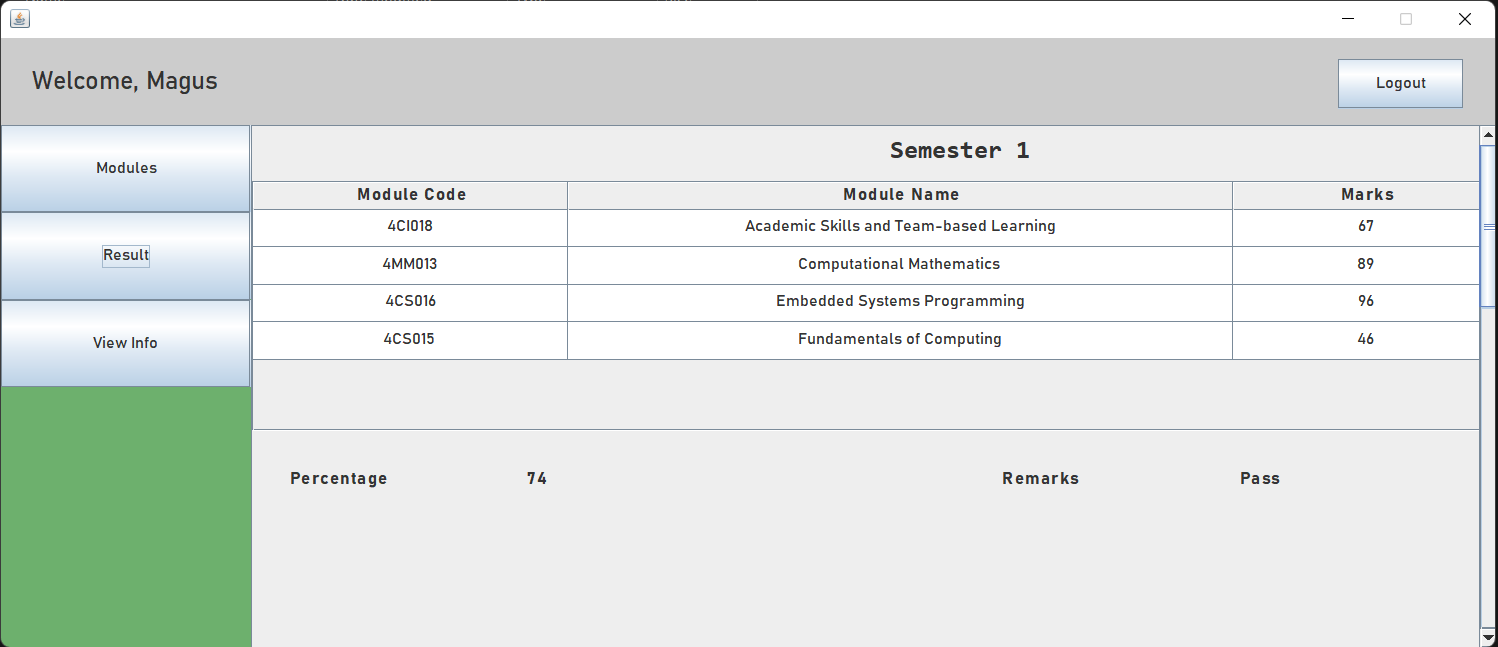 Welcome, Magus
Logout
Modules
Result
View Info
Semester 1
Module Code Module Name Marks
4CI018 Academic Skills and Team-based Learning 67
4MM013 Computational Mathematics 89
4CS016 Embedded Systems Programming 96
4CS015 Fundamentals of Computing 46
Percentage 74 Remarks Pass